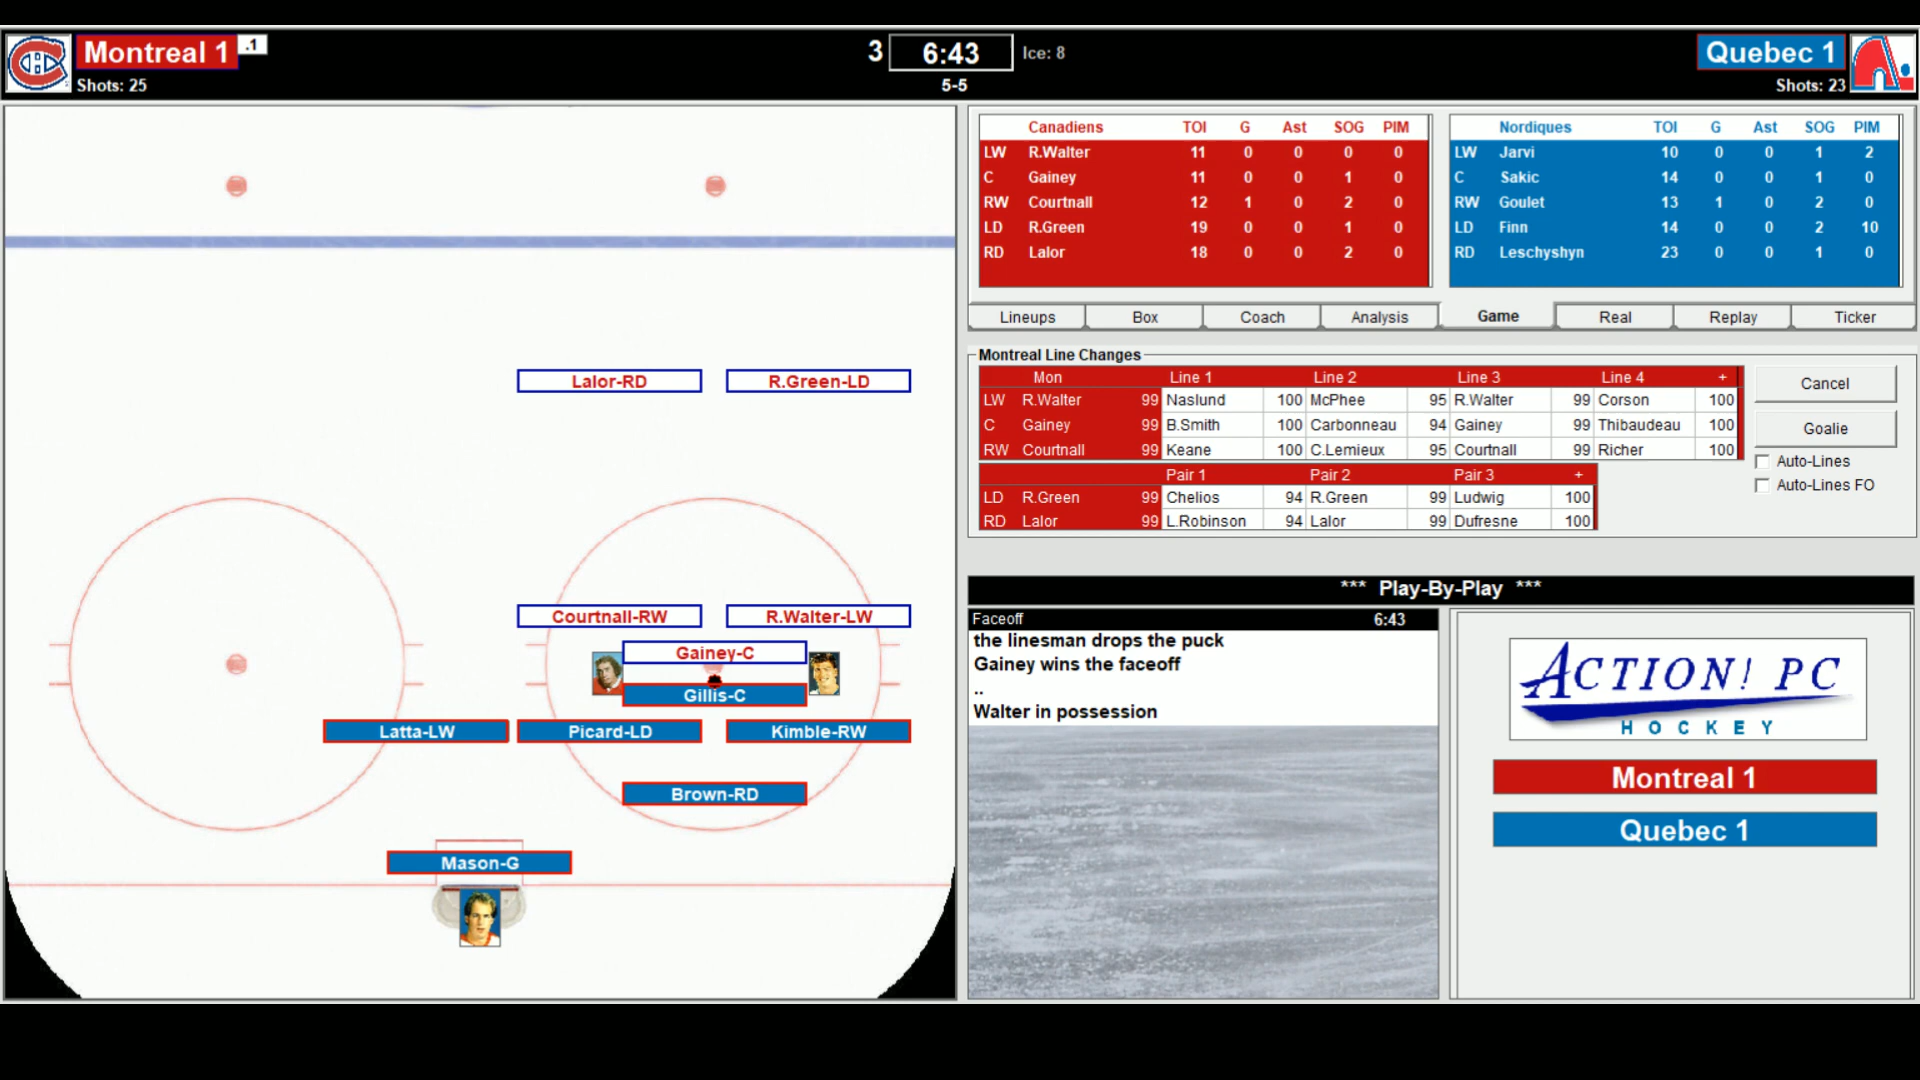 Montreal 1 .1
Shots: 25
3 6:43 Ice: 8
5-5
Quebec 1
Shots: 23
Lalor-RD R.Green-LD
Courtnall-RW R.Walter-LW
Gainey-C
Gillis-C
Latta-LW Picard-LD Kimble-RW
Brown-RD
Mason-G
Canadiens TOI G Ast SOG PIM
LW R.Walter 11 0 0 0 0
C Gainey 11 0 0 1 0
RW Courtnall 12 1 0 2 0
LD R.Green 19 0 0 1 0
RD Lalor 18 0 0 2 0
Nordiques TOI G Ast SOG PIM
LW Jarvi 10 0 0 1 2
C Sakic 14 0 0 1 0
RW Goulet 13 1 0 2 0
LD Finn 14 0 0 2 10
RD Leschyshyn 23 0 0 1 0
Lineups Box Coach Analysis Game Real Replay Ticker
Montreal Line Changes
Mon Line 1 Line 2 Line 3 Line 4 +
LW R.Walter 99 Naslund 100 McPhee 95 R.Walter 99 Corson 100
C Gainey 99 B.Smith 100 Carbonneau 94 Gainey 99 Thibaudeau 100
RW Courtnall 99 Keane 100 C.Lemieux 95 Courtnall 99 Richer 100
Pair 1 Pair 2 Pair 3 +
LD R.Green 99 Chelios 94 R.Green 99 Ludwig 100
RD Lalor 99 L.Robinson 94 Lalor 99 Dufresne 100
Cancel
Goalie
Auto-Lines
Auto-Lines FO
*** Play-By-Play ***
Faceoff 6:43
the linesman drops the puck
Gainey wins the faceoff
..
Walter in possession
ACTION! PC
HOCKEY
Montreal 1
Quebec 1